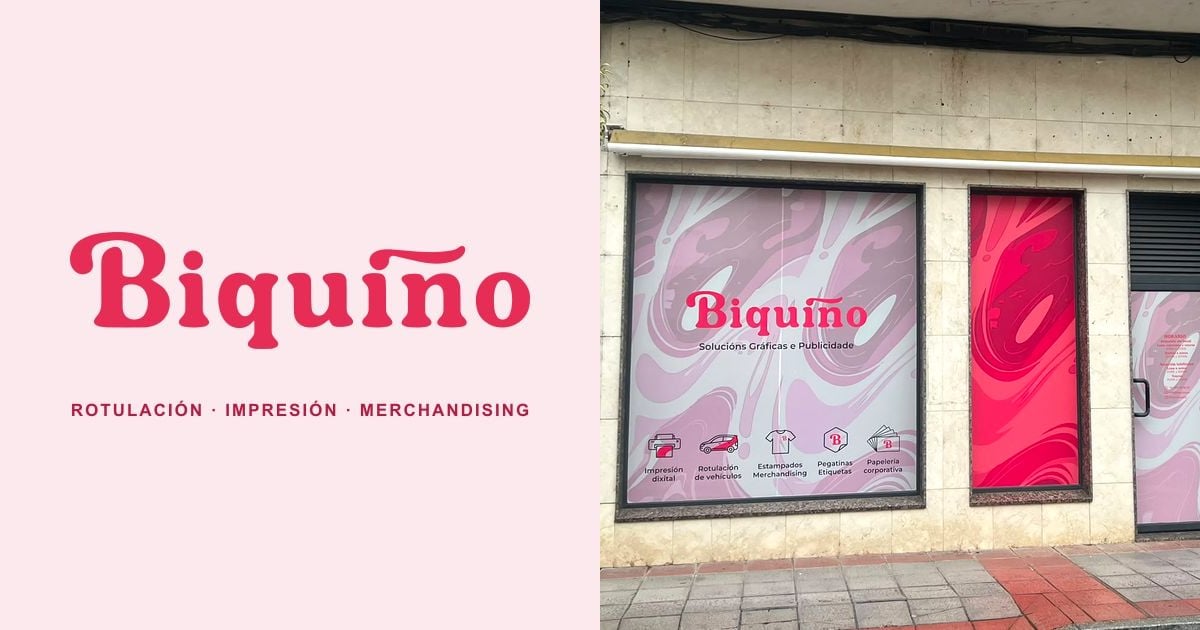 Biquiño
ROTULACIÓN · IMPRESIÓN · MERCHANDISING
Biquiño
Solucións Gráficas e Publicidade
Impresión
dixital
Rotulación
de vehículos
Estampados
Merchandising
Pegatinas
Etiquetas
Papelería
corporativa
HORARIO